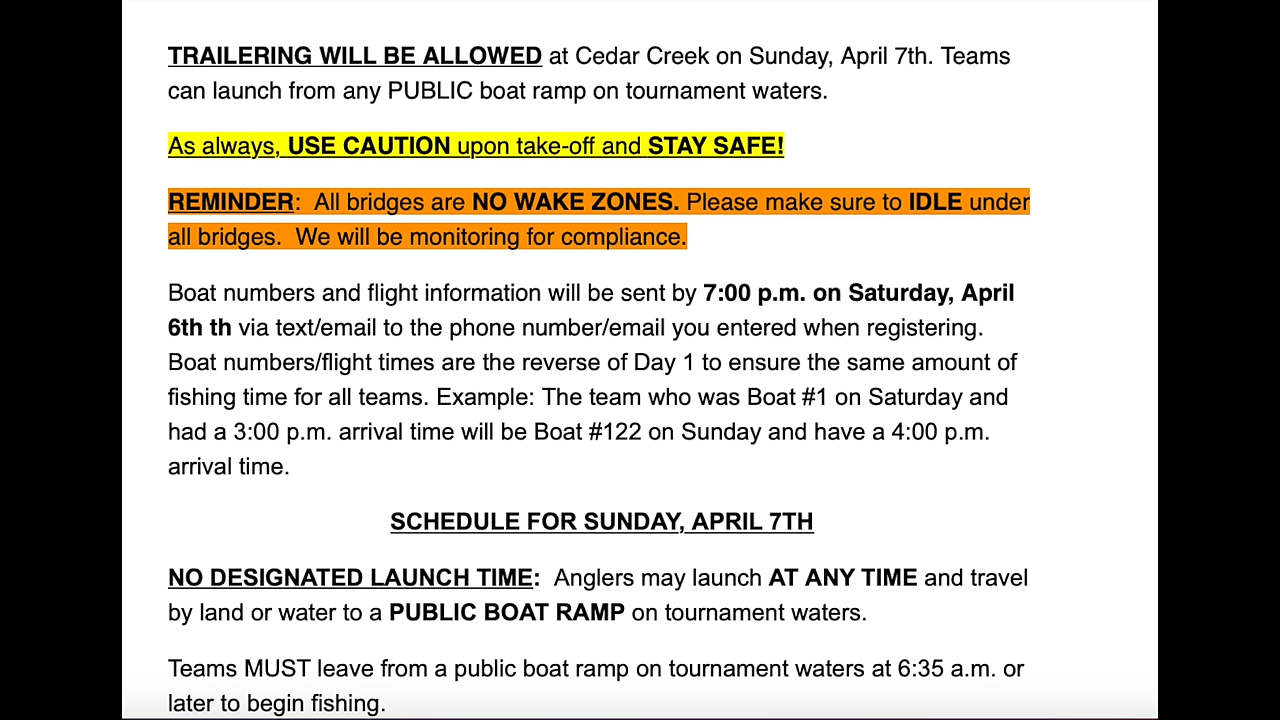 TRAILERING WILL BE ALLOWED at Cedar Creek on Sunday, April 7th. Teams
can launch from any PUBLIC boat ramp on tournament waters.
As always, USE CAUTION upon take-off and STAY SAFE!
REMINDER:  All bridges are NO WAKE ZONES. Please make sure to IDLE under
all bridges.  We will be monitoring for compliance.
Boat numbers and flight information will be sent by 7:00 p.m. on Saturday, April
6th th via text/email to the phone number/email you entered when registering.
Boat numbers/flight times are the reverse of Day 1 to ensure the same amount of
fishing time for all teams. Example: The team who was Boat #1 on Saturday and
had a 3:00 p.m. arrival time will be Boat #122 on Sunday and have a 4:00 p.m.
arrival time.
SCHEDULE FOR SUNDAY, APRIL 7TH
NO DESIGNATED LAUNCH TIME:  Anglers may launch AT ANY TIME and travel
by land or water to a PUBLIC BOAT RAMP on tournament waters.
Teams MUST leave from a public boat ramp on tournament waters at 6:35 a.m. or
later to begin fishing.